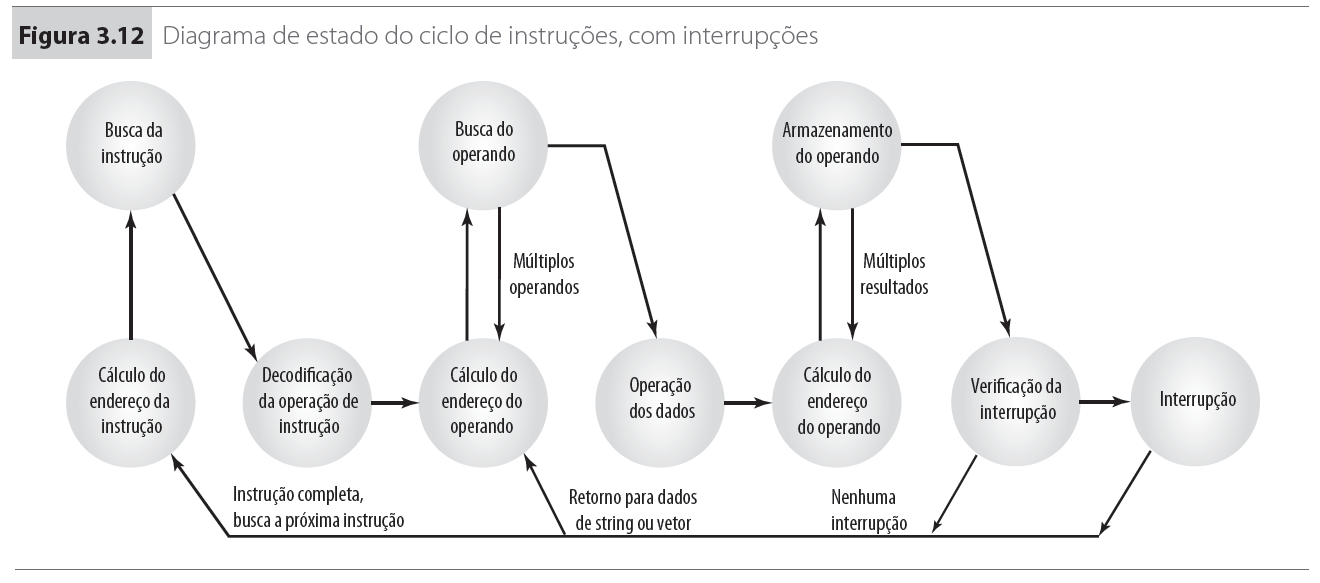 Figura 3.12 Diagrama de estado do ciclo de instruções, com interrupções
Busca da
instrução
Busca do
operando
Armazenamento
do operando
Múltiplos
operandos
Múltiplos
resultados
Cálculo do
endereço da
instrução
Decodificação
da operação de
instrução
Cálculo do
endereço do
operando
Operação
dos dados
Cálculo do
endereço
do operando
Verificação da
interrupção
Interrupção
Instrução completa,
busca a próxima instrução
Retorno para dados
de string ou vetor
Nenhuma
interrupção